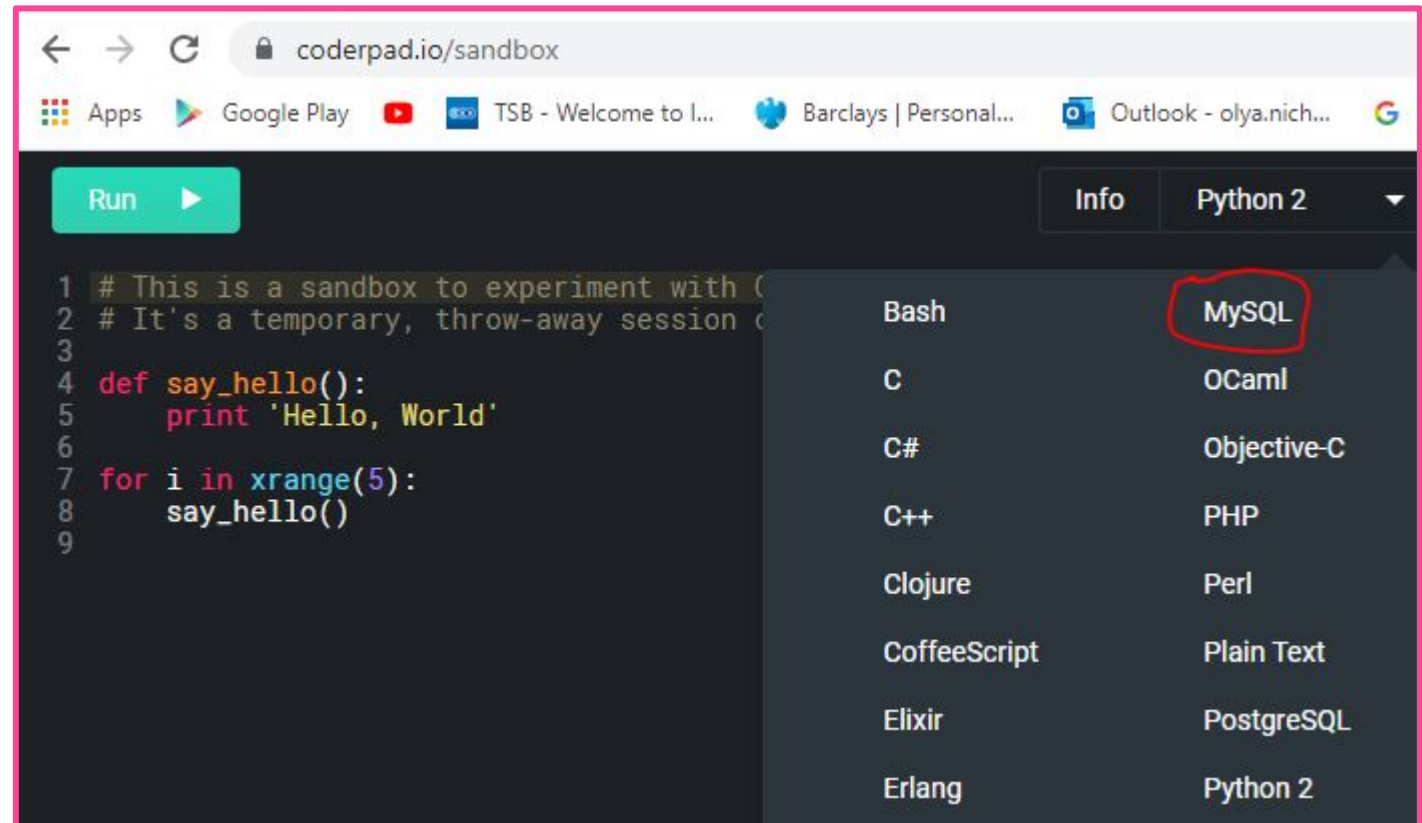 coderpad.io/sandbox
Apps Google Play TSB - Welcome to I... Barclays | Personal... Outlook - olya.nich... G
Run Info Python 2
1 # This is a sandbox to experiment with
2 # It's a temporary, throw-away session
3
4 def say_hello():
5     print 'Hello, World'
6
7 for i in xrange(5):
8     say_hello()
9
Bash MySQL
C OCaml
C# Objective-C
C++ PHP
Clojure Perl
CoffeeScript Plain Text
Elixir PostgreSQL
Erlang Python 2